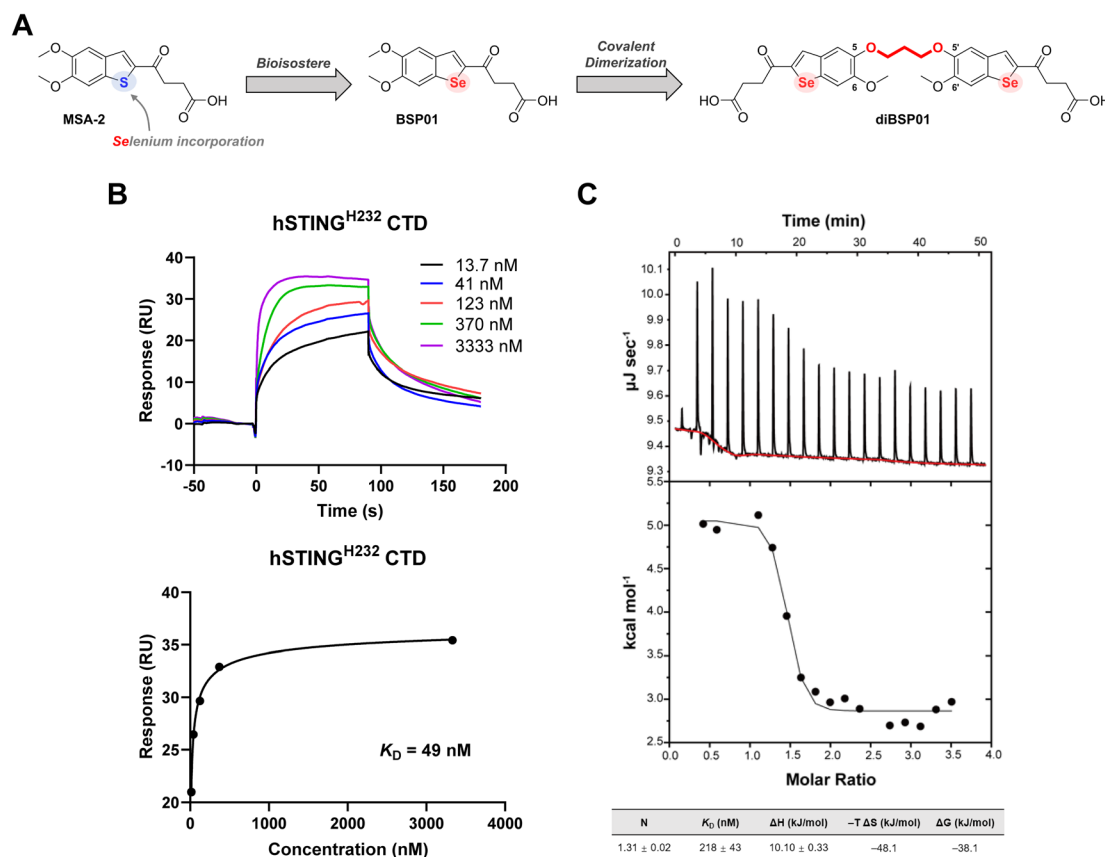 A
Bioisostere
Covalent
Dimerization
O
O
S
O
OH
O
MSA-2
Selenium incorporation
O
O
Se
O
OH
O
BSP01
O
HO
O
Se
5
O
6
O
O
5'
O
6'
Se
O
OH
O
diBSP01
B
hSTING^H232 CTD
Response (RU)
40
30
20
10
0
-10
-50 0 50 100 150 200
Time (s)
13.7 nM
41 nM
123 nM
370 nM
3333 nM
hSTING^H232 CTD
Response (RU)
40
35
30
25
20
0 1000 2000 3000 4000
Concentration (nM)
K_D = 49 nM
C
Time (min)
0 10 20 30 40 50
µJ sec⁻¹
10.1
10.0
9.9
9.8
9.7
9.6
9.5
9.4
9.3
kcal mol⁻¹
5.5
5.0
4.5
4.0
3.5
3.0
2.5
0.0 0.5 1.0 1.5 2.0 2.5 3.0 3.5 4.0
Molar Ratio
N K_D (nM) ΔH (kJ/mol) –T ΔS (kJ/mol) ΔG (kJ/mol)
1.31 ± 0.02 218 ± 43 10.10 ± 0.33 –48.1 –38.1